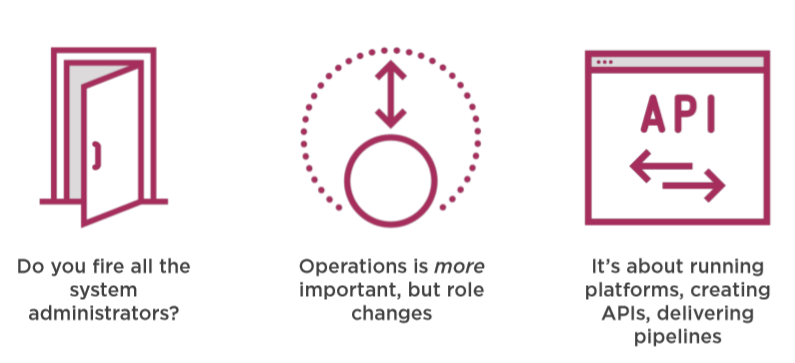 API
Do you fire all the
system
administrators?
Operations is more
important, but role
changes
It's about running
platforms, creating
APIs, delivering
pipelines